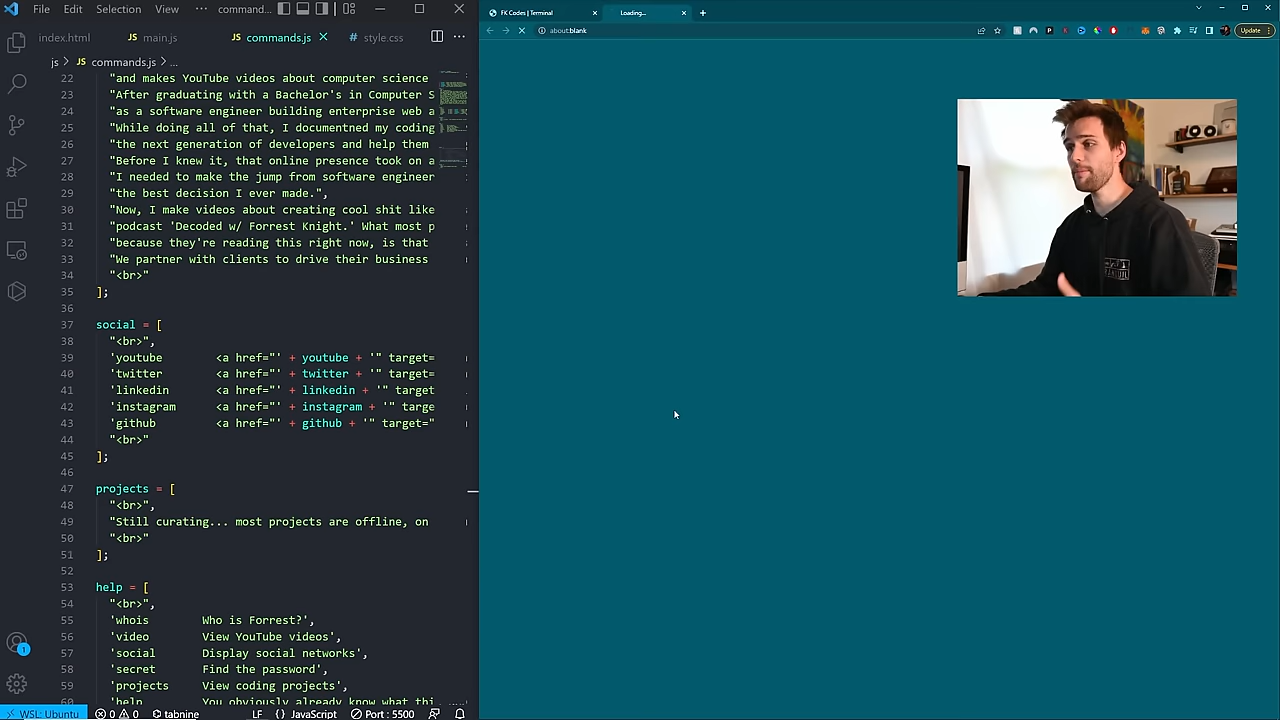 File Edit Selection View ··· command...
index.html main.js commands.js style.css
js > commands.js > ...
22 "and makes YouTube videos about computer science
23 "After graduating with a Bachelor's in Computer S
24 "as a software engineer building enterprise web a
25 "While doing all of that, I documentned my coding
26 "the next generation of developers and help them
27 "Before I knew it, that online presence took on a
28 "I needed to make the jump from software engineer
29 "the best decision I ever made.",
30 "Now, I make videos about creating cool shit like
31 "podcast 'Decoded w/ Forrest Knight.' What most p
32 "because they're reading this right now, is that
33 "We partner with clients to drive their business
34 "<br>"
35 ];
36
37 social = [
38 "<br>",
39 'youtube <a href="' + youtube + '" target=
40 'twitter <a href="' + twitter + '" target=
41 'linkedin <a href="' + linkedin + '" target
42 'instagram <a href="' + instagram + '" targe
43 'github <a href="' + github + '" target="
44 "<br>"
45 ];
46
47 projects = [
48 "<br>",
49 "Still curating... most projects are offline, on
50 "<br>"
51 ];
52
53 help = [
54 "<br>",
55 'whois Who is Forrest?',
56 'video View YouTube videos',
57 'social Display social networks',
58 'secret Find the password',
59 'projects View coding projects',
60 'help You obviously already know what thi
1
WSL: Ubuntu 0 0 tabnine LF {} JavaScript Port : 5500
FK Codes | Terminal Loading...
about:blank Update